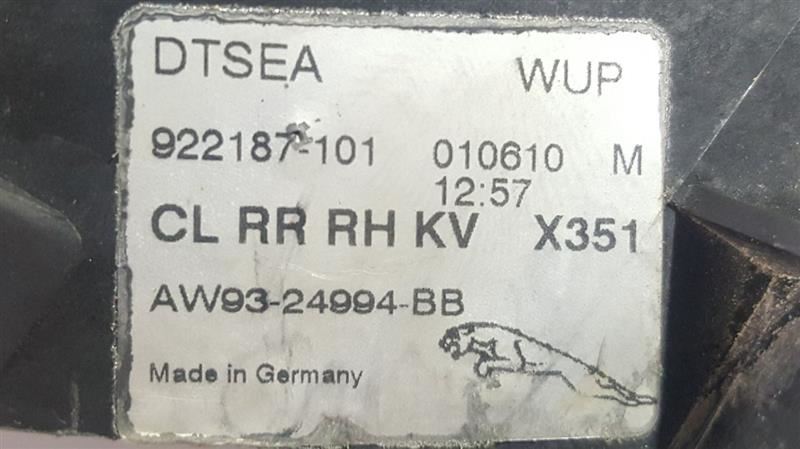 DTSEA WUP
922187-101 010610 M
12:57
CL RR RH KV X351
AW93-24994-BB
Made in Germany